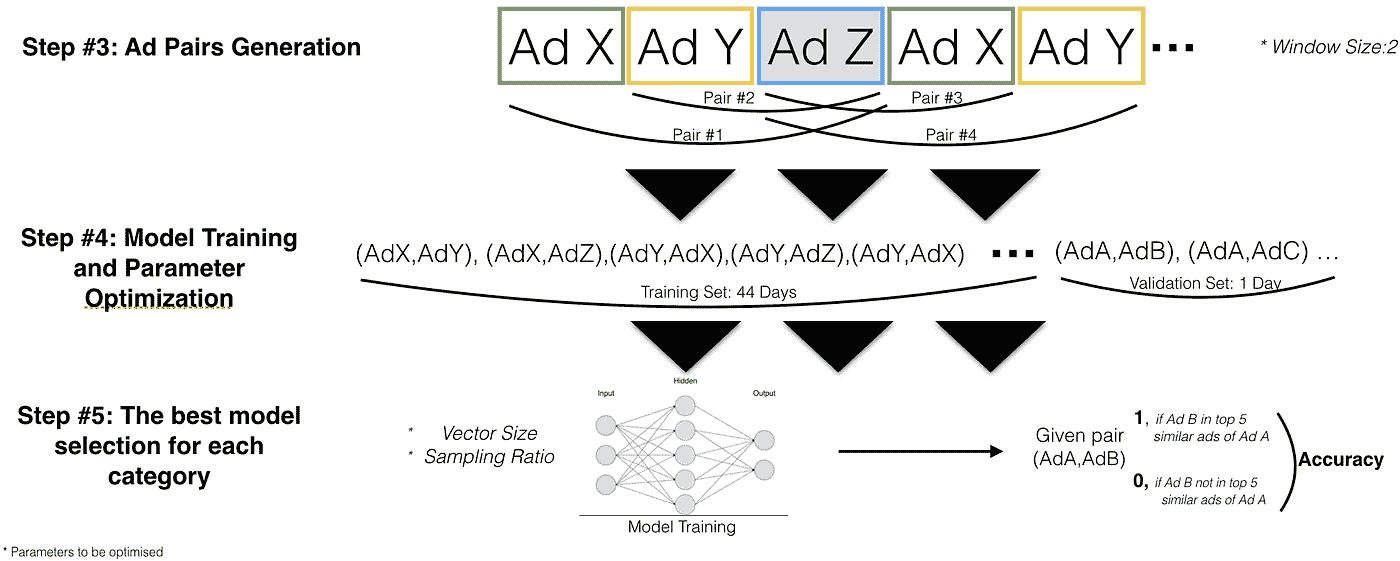 Step #3: Ad Pairs Generation
Ad X Ad Y Ad Z Ad X Ad Y ...
* Window Size:2
Pair #2
Pair #3
Pair #1
Pair #4
Step #4: Model Training
and Parameter
Optimization
(AdX,AdY), (AdX,AdZ),(AdY,AdX),(AdY,AdZ),(AdY,AdX) ... (AdA,AdB), (AdA,AdC) ...
Training Set: 44 Days
Validation Set: 1 Day
Step #5: The best model
selection for each
category
* Vector Size
* Sampling Ratio
Input
Hidden
Output
Model Training
Given pair
(AdA,AdB)
1, if Ad B in top 5
similar ads of Ad A
0, if Ad B not in top 5
similar ads of Ad A
Accuracy
* Parameters to be optimised